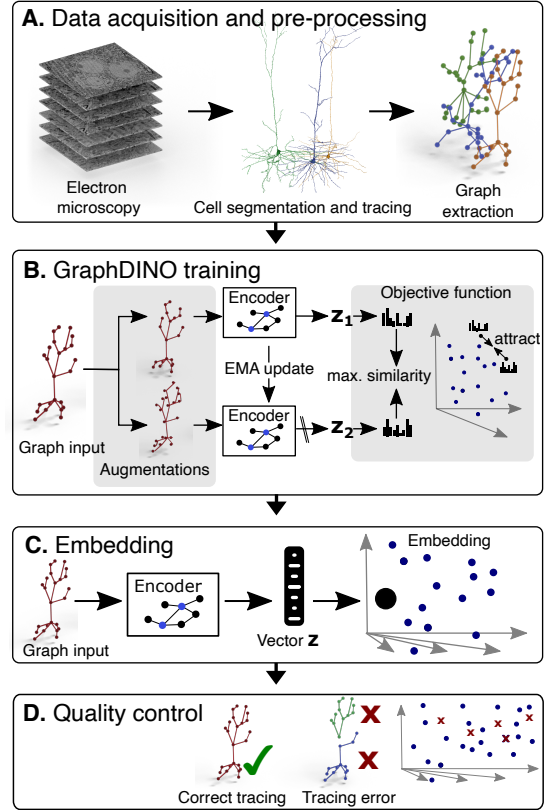 A. Data acquisition and pre-processing
Electron
microscopy
Cell segmentation and tracing
Graph
extraction
B. GraphDINO training
Graph input
Augmentations
Encoder
EMA update
Encoder
z₁
z₂
Objective function
max. similarity
attract
C. Embedding
Graph input
Encoder
Vector z
Embedding
D. Quality control
Correct tracing
Tracing error
x
x
x
x
x
x
x